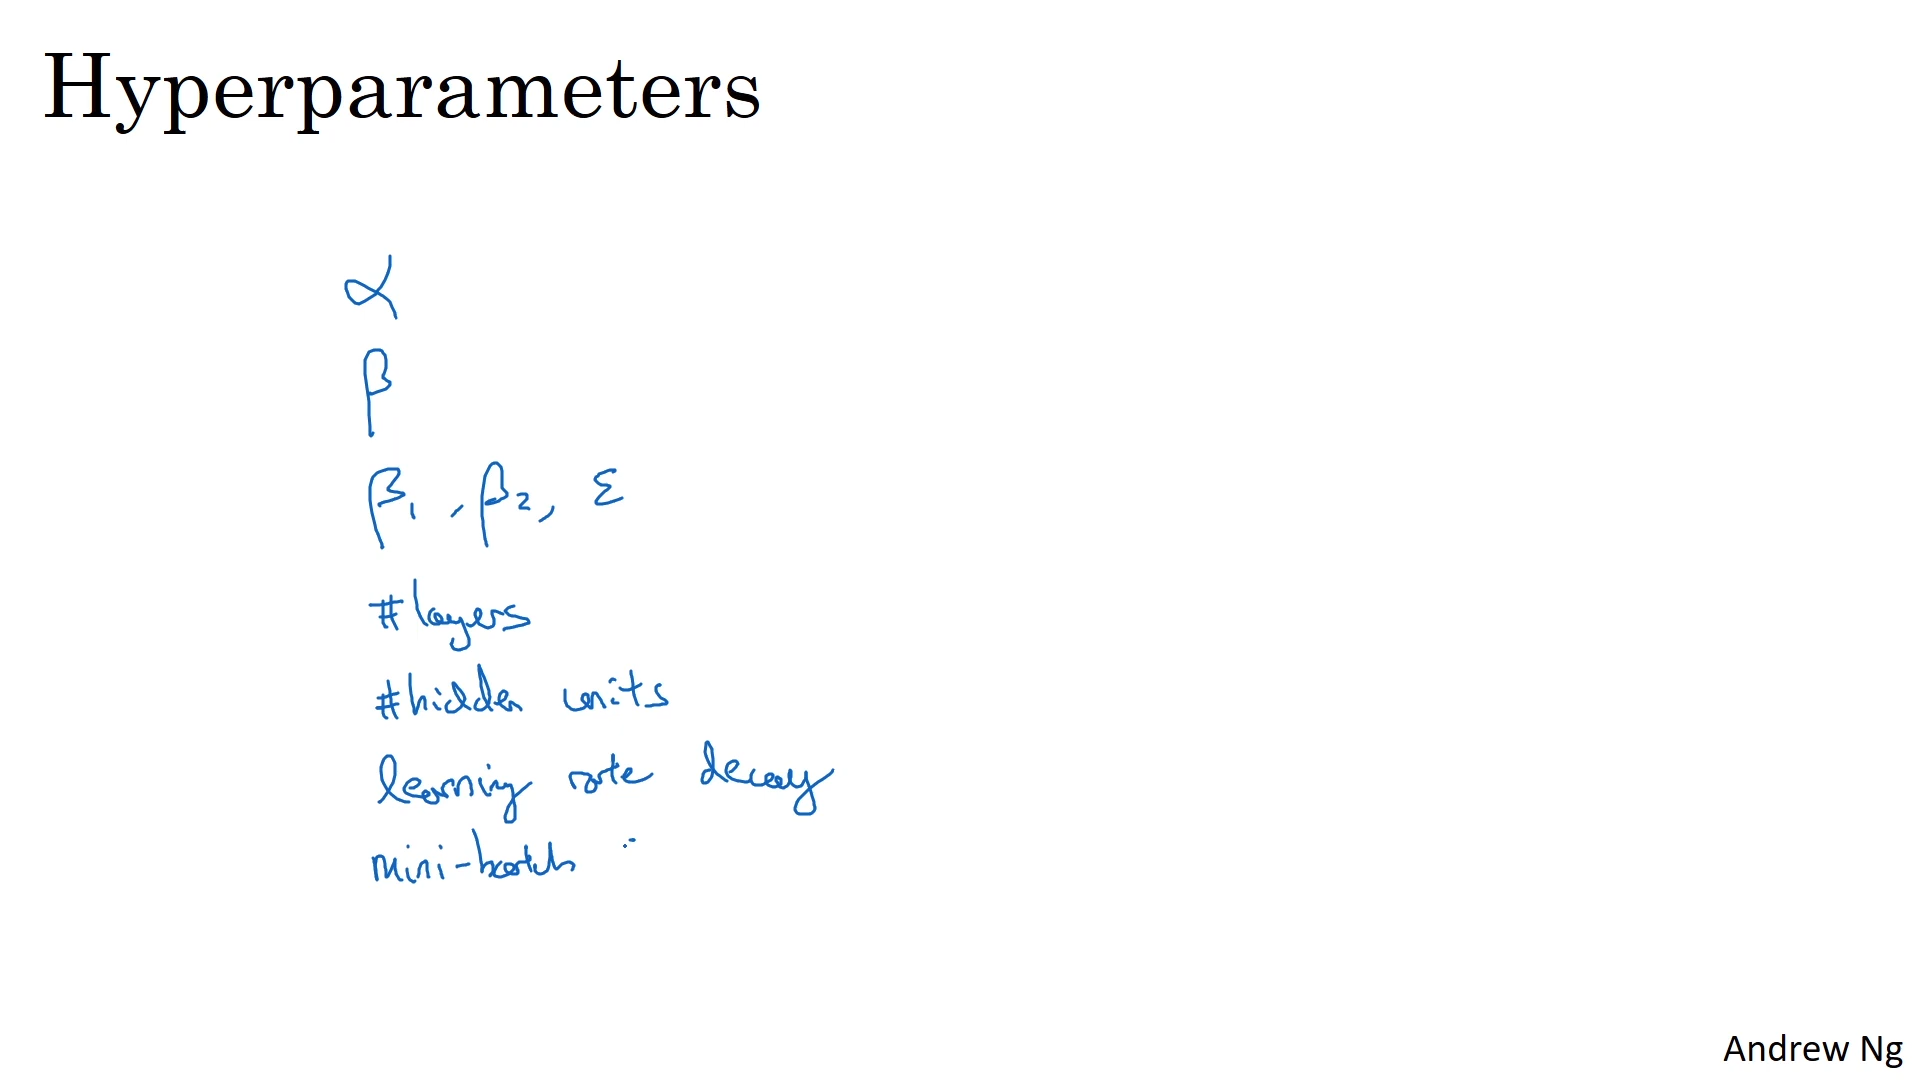 Hyperparameters
α
β
β₁, β₂, ε
#layers
#hidden units
learning rate decay
mini-batch
Andrew Ng